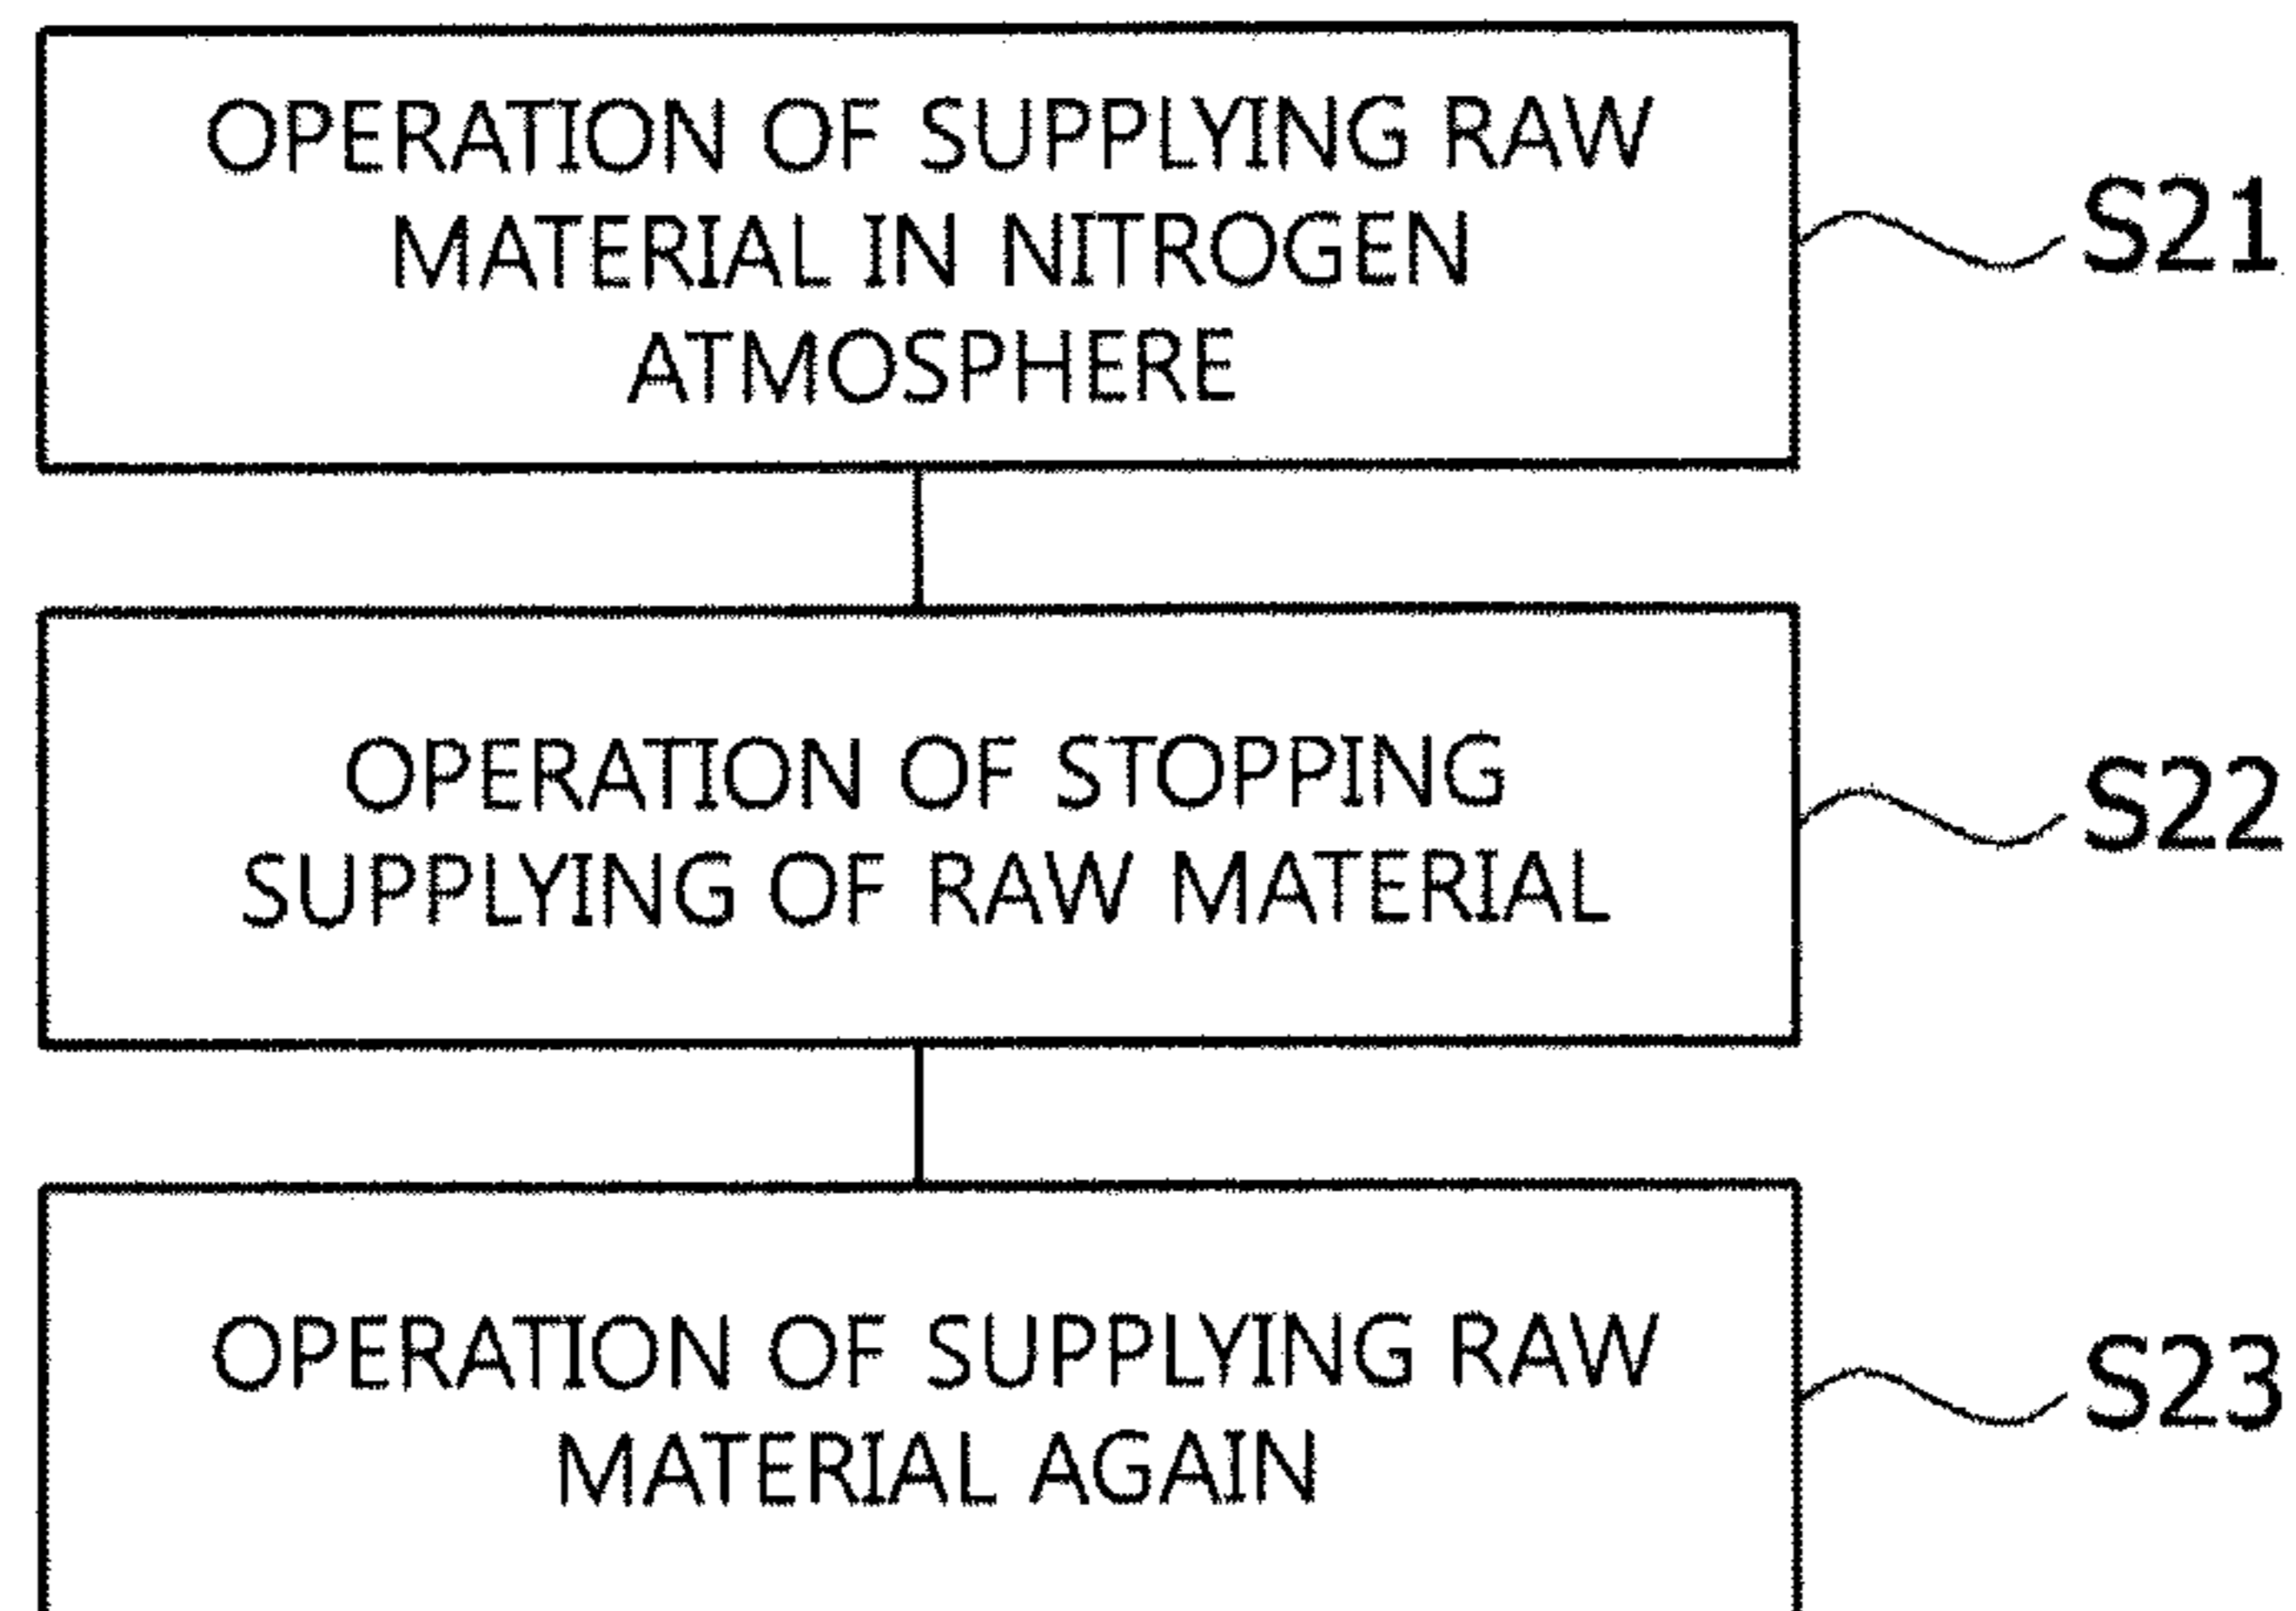 OPERATION OF SUPPLYING RAW
MATERIAL IN NITROGEN
ATMOSPHERE
S21
OPERATION OF STOPPING
SUPPLYING OF RAW MATERIAL
S22
OPERATION OF SUPPLYING RAW
MATERIAL AGAIN
S23